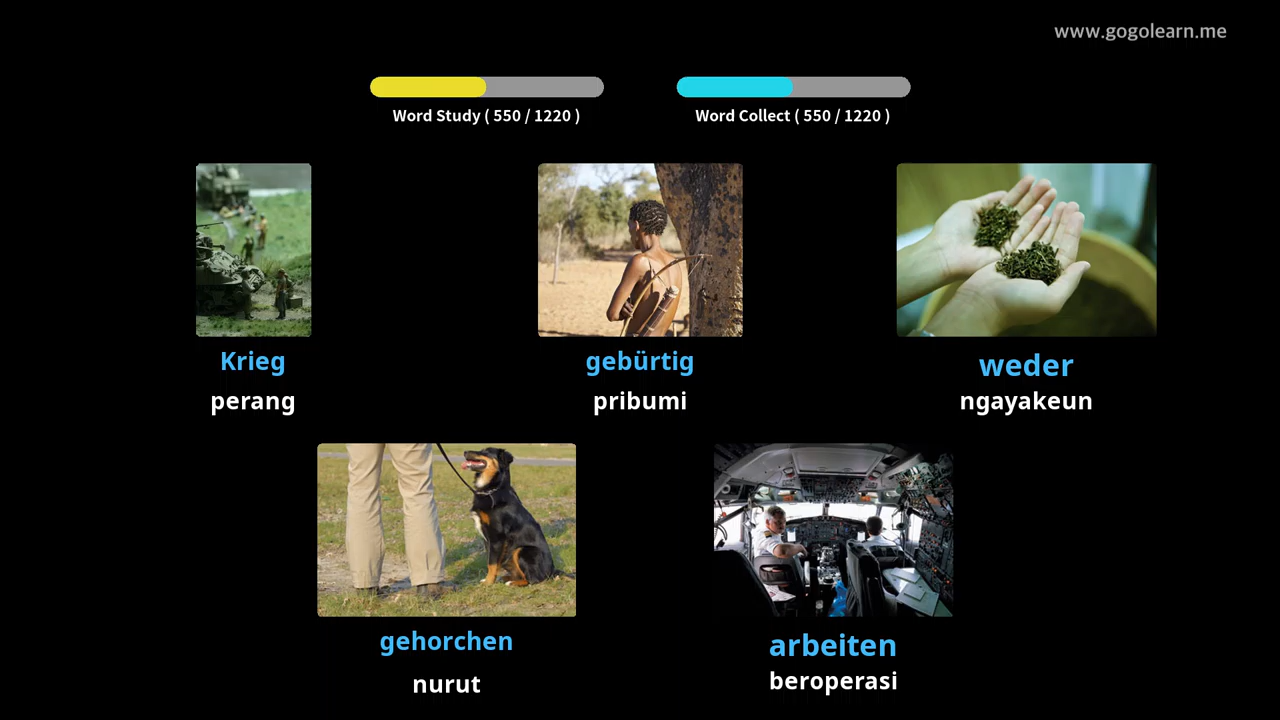 www.gogolearn.me
Word Study ( 550 / 1220 )
Word Collect ( 550 / 1220 )
Krieg
perang
gebürtig
pribumi
weder
ngayakeun
gehorchen
nurut
arbeiten
beroperasi